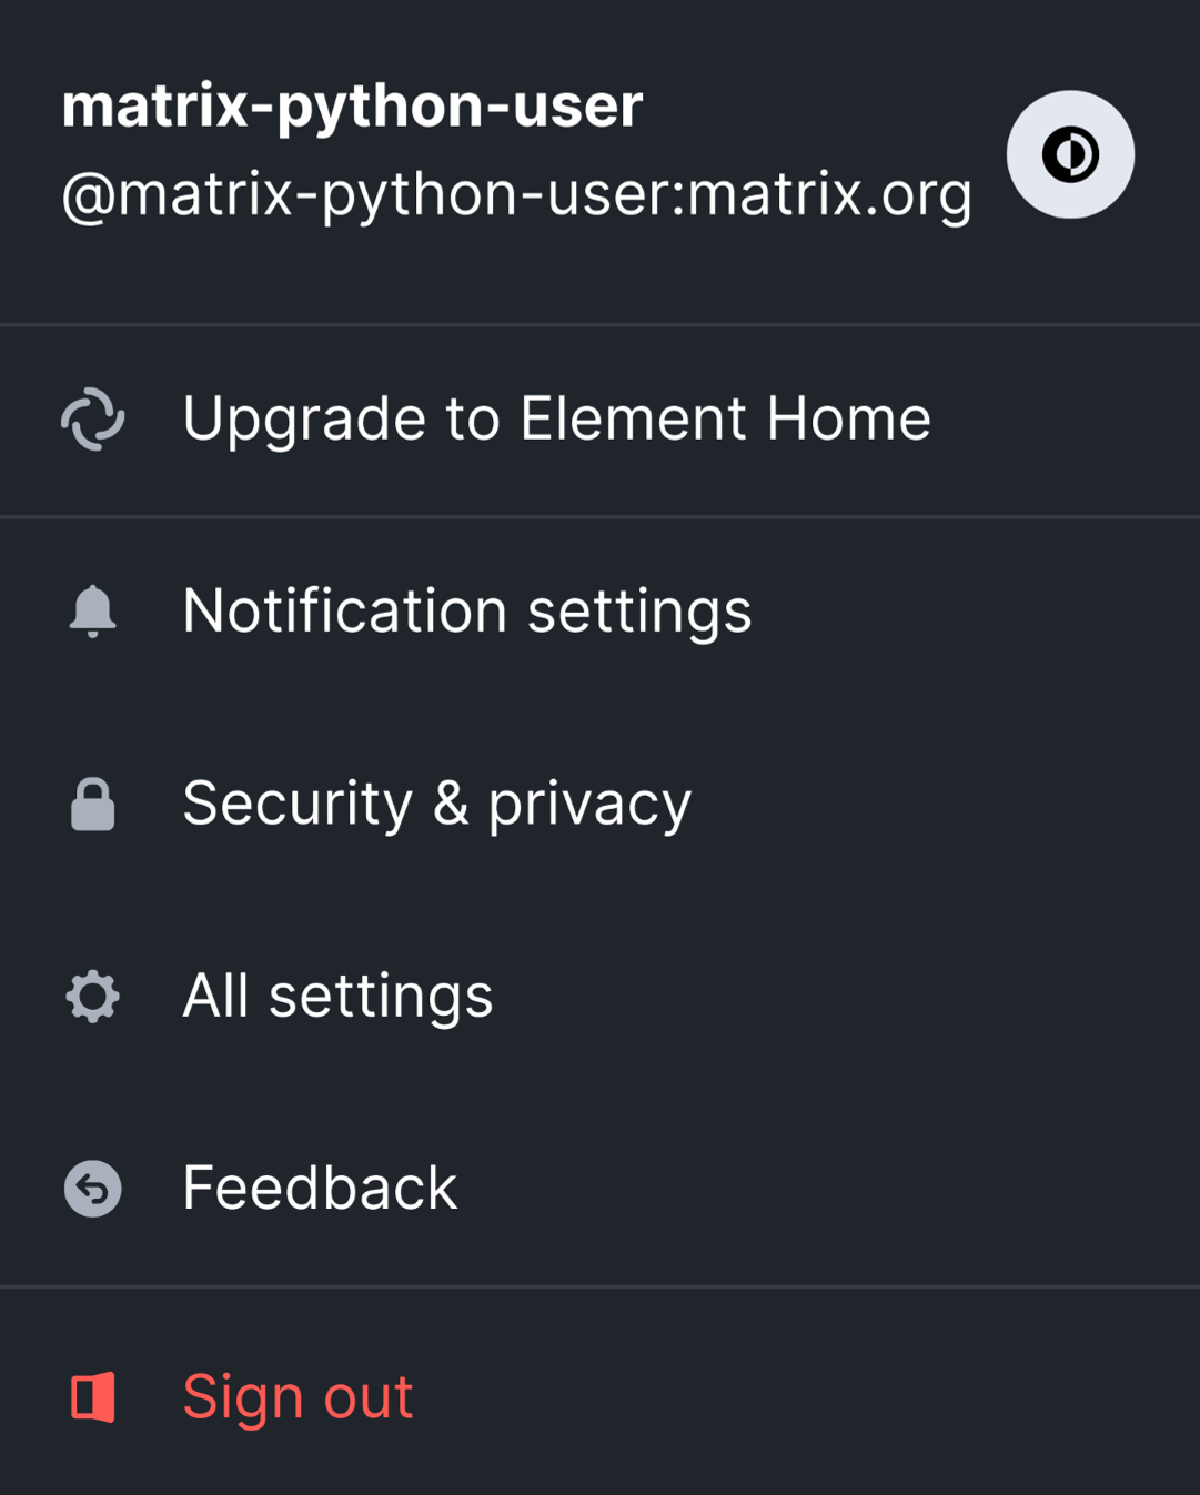 matrix-python-user
@matrix-python-user:matrix.org
Upgrade to Element Home
Notification settings
Security & privacy
All settings
Feedback
Sign out